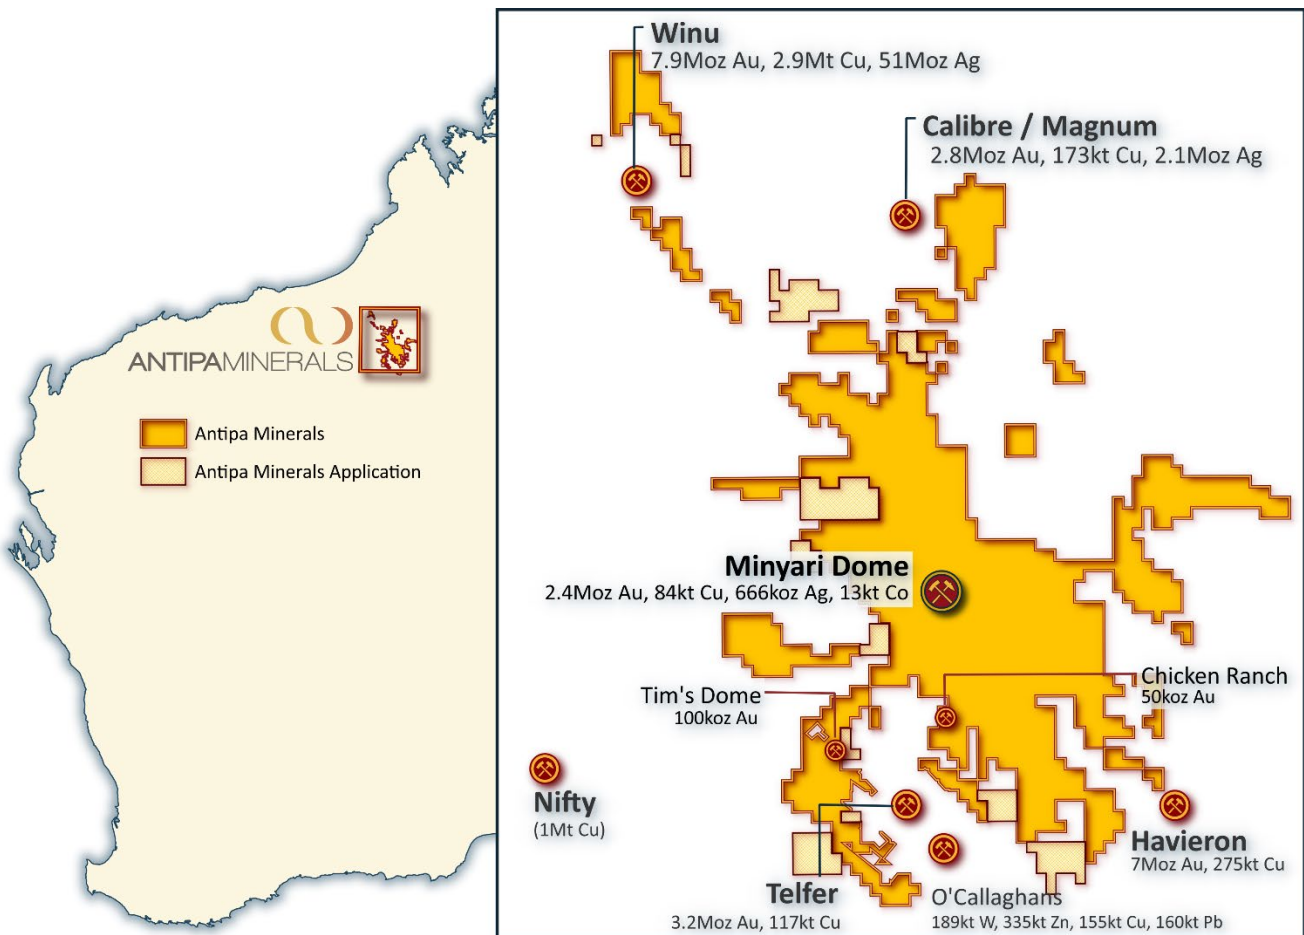 Winu
7.9Moz Au, 2.9Mt Cu, 51Moz Ag
Calibre / Magnum
2.8Moz Au, 173kt Cu, 2.1Moz Ag
ANTIPAMINERALS
Antipa Minerals
Antipa Minerals Application
Minyari Dome
2.4Moz Au, 84kt Cu, 666koz Ag, 13kt Co
Chicken Ranch
50koz Au
Tim's Dome
100koz Au
Nifty
(1Mt Cu)
Havieron
7Moz Au, 275kt Cu
Telfer
3.2Moz Au, 117kt Cu
O'Callaghans
189kt W, 335kt Zn, 155kt Cu, 160kt Pb